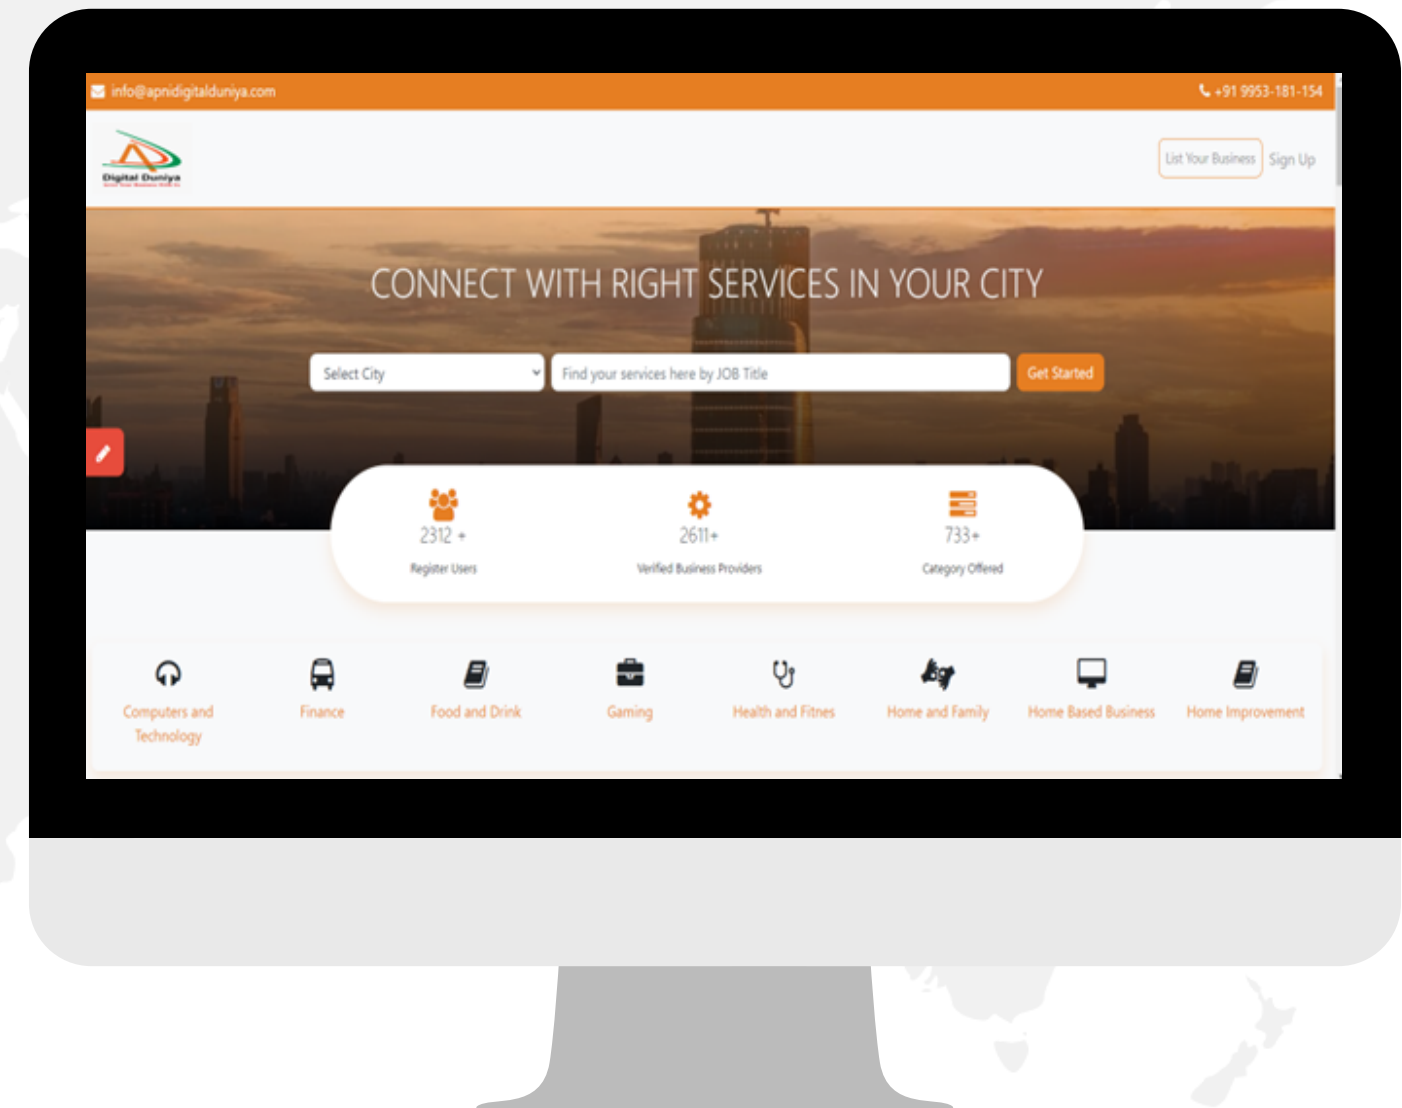 info@apnidigitalduniya.com
+91 9953-181-154
Digital Duniya
List Your Business
Sign Up
CONNECT WITH RIGHT SERVICES IN YOUR CITY
Select City
Find your services here by JOB Title
Get Started
2312 +
2611+
733+
Register Users
Verified Business Providers
Category Offered
Computers and
Technology
Finance
Food and Drink
Gaming
Health and Fitnes
Home and Family
Home Based Business
Home Improvement